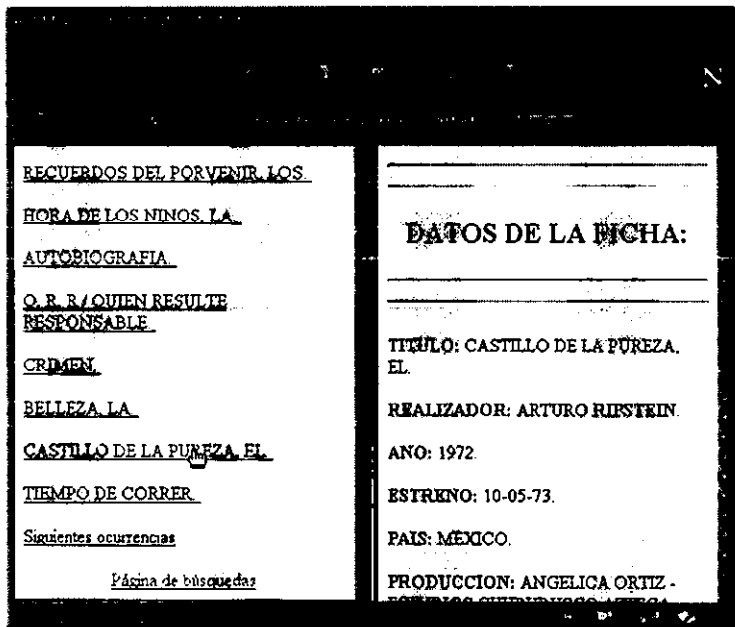 RECUERDOS DEL PORVENIR, LOS.
HORA DE LOS NINOS, LA.
AUTOBIOGRAFIA.
O. R. R / QUIEN RESULTE
RESPONSABLE.
CRIMEN.
BELLEZA, LA.
CASTILLO DE LA PUREZA, EL.
TIEMPO DE CORRER.
Siguientes ocurrencias
Página de búsquedas
DATOS DE LA FICHA:
TITULO: CASTILLO DE LA PUREZA,
EL.
REALIZADOR: ARTURO RIPSTEIN.
ANO: 1972.
ESTRENO: 10-05-73.
PAIS: MEXICO.
PRODUCCION: ANGELICA ORTIZ -